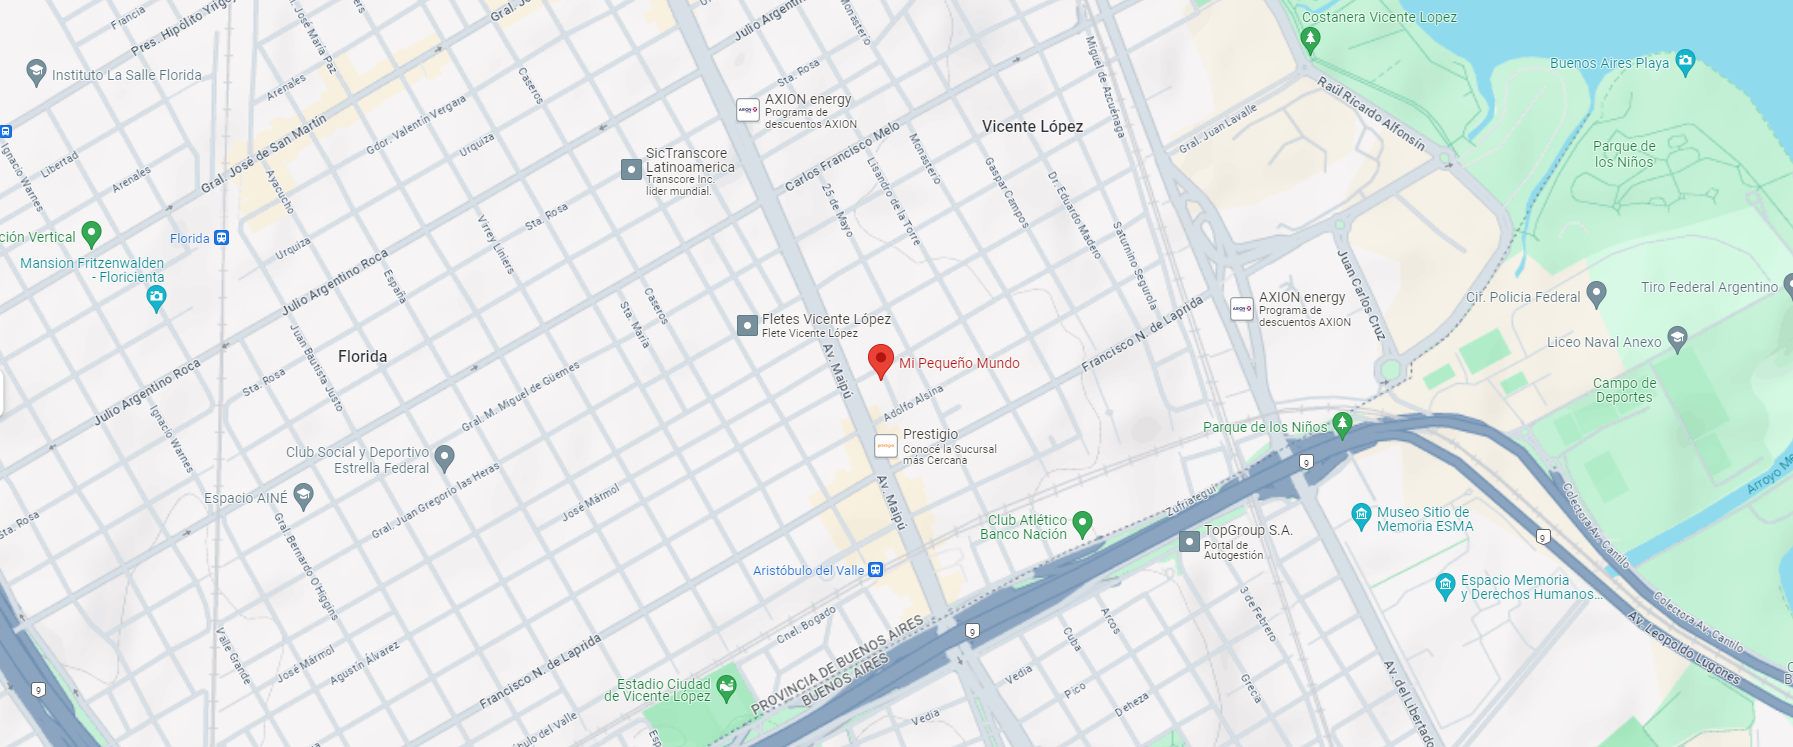 Francia
Pres. Hipólito Yrigoy
Gral. José María Paz
Gral. José
Julio Argentino
Monasterio
Costanera Vicente Lopez
Buenos Aires Playa
Instituto La Salle Florida
Arenales
Caseros
Sta. Rosa
Miguel de Azcuénaga
Raúl Ricardo Alfonsín
AXION energy
Programa de
descuentos AXION
Vicente López
Gral. Juan Lavalle
Parque de
los Niños
Gdor. Valentín Vergara
Urquiza
Gral. José de San Martín
Ignacio Warnes
Libertad
Arenales
Ayacucho
SicTranscore
Latinoamerica
Transcore Inc.
lider mundial.
Carlos Francisco Melo
25 de Mayo
Lisandro de la Torre
Monasterio
Gaspar Campos
Dr. Eduardo Madero
Saturnino Segurola
ción Vertical
Florida
Urquiza
Virrey Liniers
Sta. Rosa
Mansion Fritzenwalden
- Floricienta
Julio Argentino Roca
España
Sta. María
Caseros
Juan Carlos Cruz
Cir. Policia Federal
Tiro Federal Argentino
AXION energy
Programa de
descuentos AXION
Fletes Vicente López
Flete Vicente López
Francisco N. de Laprida
Liceo Naval Anexo
Juan Bautista Justo
Florida
Av. Maipú
Mi Pequeño Mundo
Campo de
Deportes
Julio Argentino Roca
Sta. Rosa
Gral. M. Miguel de Güemes
Adolfo Alsina
Ignacio Warnes
Prestigio
Conocé la Sucursal
más Cercana
Parque de los Niños
Club Social y Deportivo
Estrella Federal
9
Espacio AINÉ
Gral. Juan Gregorio las Heras
José Mármol
Av. Maipú
Zufriategui
Colectora Av. Cantilo
Arroyo Me
Sta. Rosa
Gral. Bernardo O'Higgins
Club Atlético
Banco Nación
TopGroup S.A.
Portal de
Autogestión
Museo Sitio de
Memoria ESMA
9
Aristóbulo del Valle
Espacio Memoria
y Derechos Humanos...
3 de Febrero
Colectora Av. Cantilo
Av. Leopoldo Lugones
Cnel. Bogado
Arcos
Cuba
9
PROVINCIA DE BUENOS AIRES
BUENOS AIRES
Valle Grande
José Mármol
Agustín Álvarez
Francisco N. de Laprida
Estadio Ciudad
de Vicente López
Vedia
Pico
Grecia
Deheza
Av. del Libertado
9
óbulo del Valle
Vedia